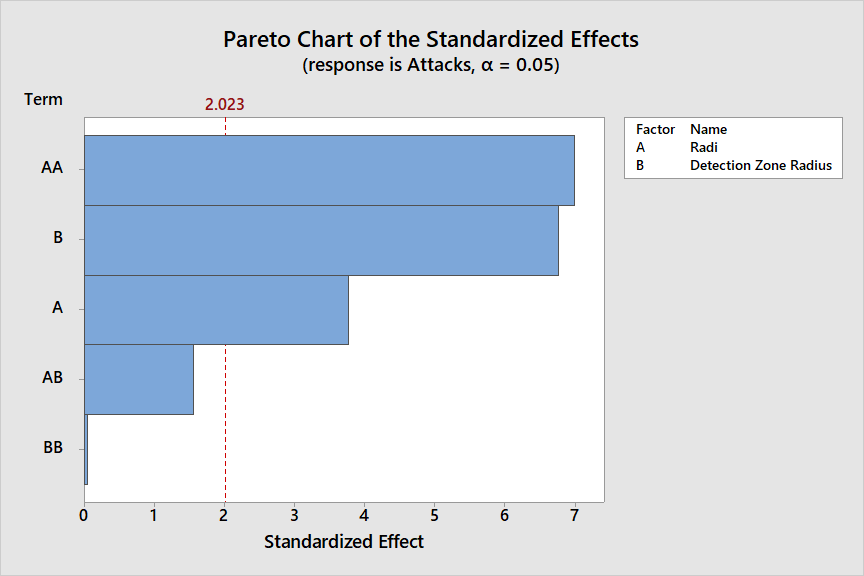 Pareto Chart of the Standardized Effects
(response is Attacks, α = 0.05)
Term
2.023
Factor Name
A Radi
B Detection Zone Radius
AA
B
A
AB
BB
0 1 2 3 4 5 6 7
Standardized Effect